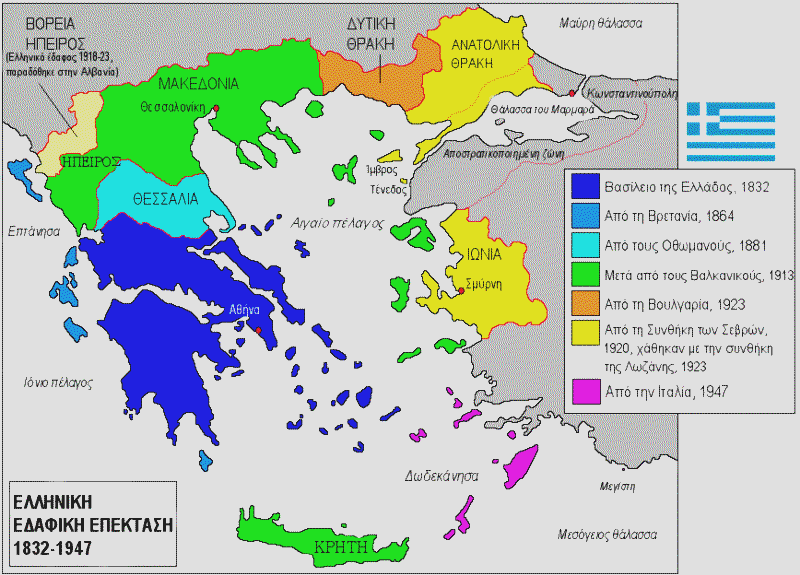 ΒΟΡΕΙΑ
ΗΠΕΙΡΟΣ
(Ελληνικό έδαφος 1918-23,
παραδόθηκε στην Αλβανία)
ΔΥΤΙΚΗ
ΘΡΑΚΗ
ΑΝΑΤΟΛΙΚΗ
ΘΡΑΚΗ
Μαύρη θάλασσα
ΜΑΚΕΔΟΝΙΑ
Θεσσαλονίκη
Κωνσταντινούπολη
Θάλασσα του Μαρμαρά
Αποστρατικοποιημένη ζώνη
ΗΠΕΙΡΟΣ
Ίμβρος
Τένεδος
ΘΕΣΣΑΛΙΑ
Επτάνησα
Αιγαίο πέλαγος
ΙΩΝΙΑ
Σμύρνη
Αθήνα
Ιόνιο πέλαγος
Δωδεκάνησα
Μεγίστη
Μεσόγειος θάλασσα
ΚΡΗΤΗ
ΕΛΛΗΝΙΚΗ
ΕΔΑΦΙΚΗ ΕΠΕΚΤΑΣΗ
1832-1947
Βασίλειο της Ελλάδος, 1832
Από τη Βρετανία, 1864
Από τους Οθωμανούς, 1881
Μετά από τους Βαλκανικούς, 1913
Από τη Βουλγαρία, 1923
Από τη Συνθήκη των Σεβρών,
1920, χάθηκαν με την συνθήκη
της Λωζάνης, 1923
Από την Ιταλία, 1947